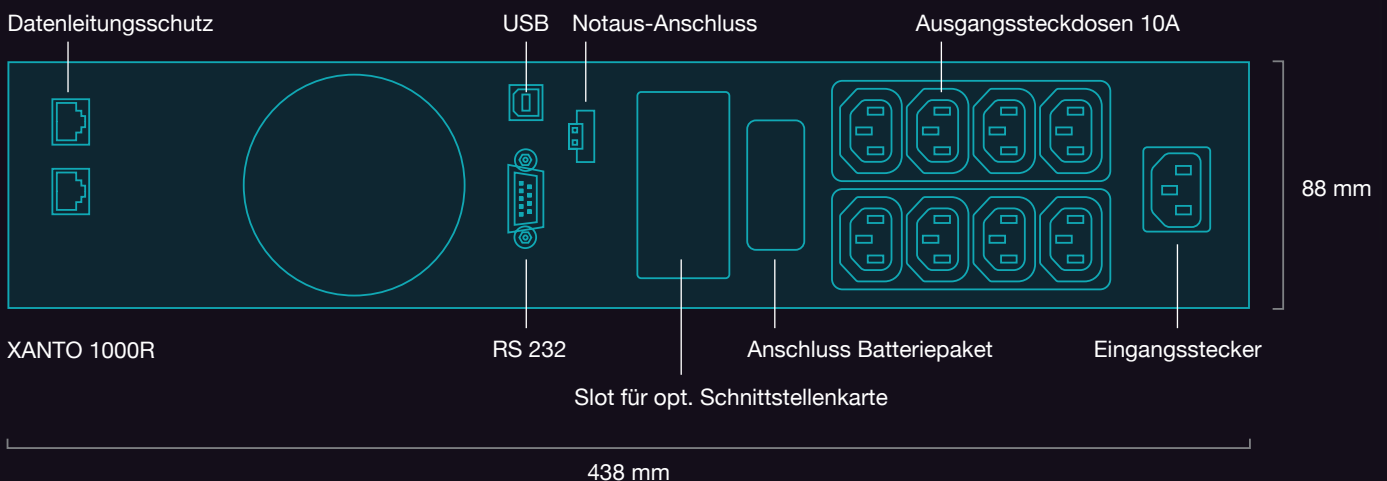 Datenleitungsschutz
USB
Notaus-Anschluss
Ausgangssteckdosen 10A
88 mm
XANTO 1000R
RS 232
Anschluss Batteriepaket
Eingangsstecker
Slot für opt. Schnittstellenkarte
438 mm